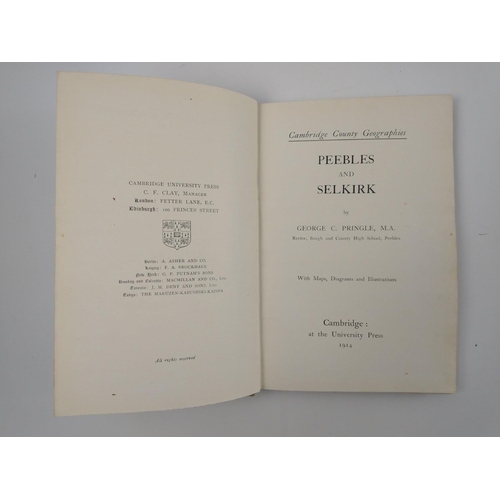 CAMBRIDGE UNIVERSITY PRESS
C. F. CLAY, Manager
London: FETTER LANE, E.C.
Edinburgh: 100 PRINCES STREET
Berlin: A. ASHER AND CO.
Leipzig: F. A. BROCKHAUS
New York: G. P. PUTNAM'S SONS
Bombay and Calcutta: MACMILLAN AND CO., Ltd.
Toronto: J. M. DENT AND SONS, Ltd.
Tokyo: THE MARUZEN-KABUSHIKI-KAISHA
All rights reserved
Cambridge County Geographies
PEEBLES
AND
SELKIRK
by
GEORGE C. PRINGLE, M.A.
Rector, Burgh and County High School, Peebles
With Maps, Diagrams and Illustrations
Cambridge:
at the University Press
1914